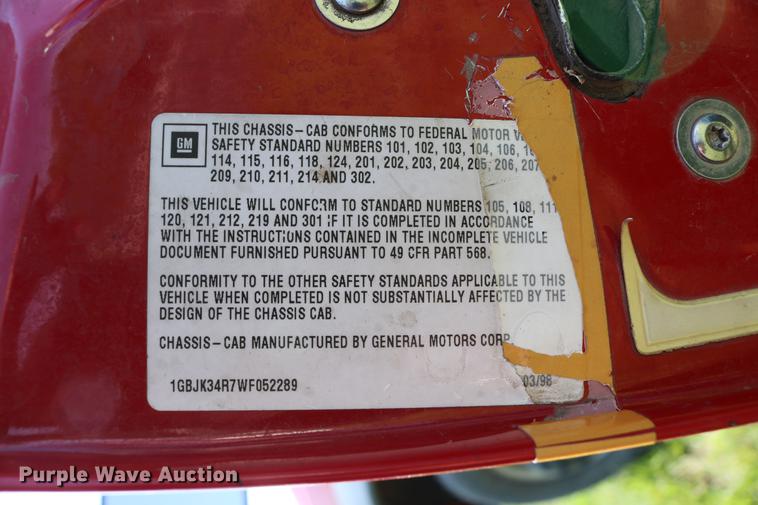 GM
THIS CHASSIS-CAB CONFORMS TO FEDERAL MOTOR
SAFETY STANDARD NUMBERS 101, 102, 103, 104, 106,
114, 115, 116, 118, 124, 201, 202, 203, 204, 205, 206, 207
209, 210, 211, 214 AND 302.
THIS VEHICLE WILL CONFORM TO STANDARD NUMBERS 105, 108, 111
120, 121, 212, 219 AND 301 IF IT IS COMPLETED IN ACCORDANCE
WITH THE INSTRUCTIONS CONTAINED IN THE INCOMPLETE VEHICLE
DOCUMENT FURNISHED PURSUANT TO 49 CFR PART 568.
CONFORMITY TO THE OTHER SAFETY STANDARDS APPLICABLE TO THIS
VEHICLE WHEN COMPLETED IS NOT SUBSTANTIALLY AFFECTED BY THE
DESIGN OF THE CHASSIS CAB.
CHASSIS-CAB MANUFACTURED BY GENERAL MOTORS CORP.
1GBJK34R7WF052289 03/98
Purple Wave Auction